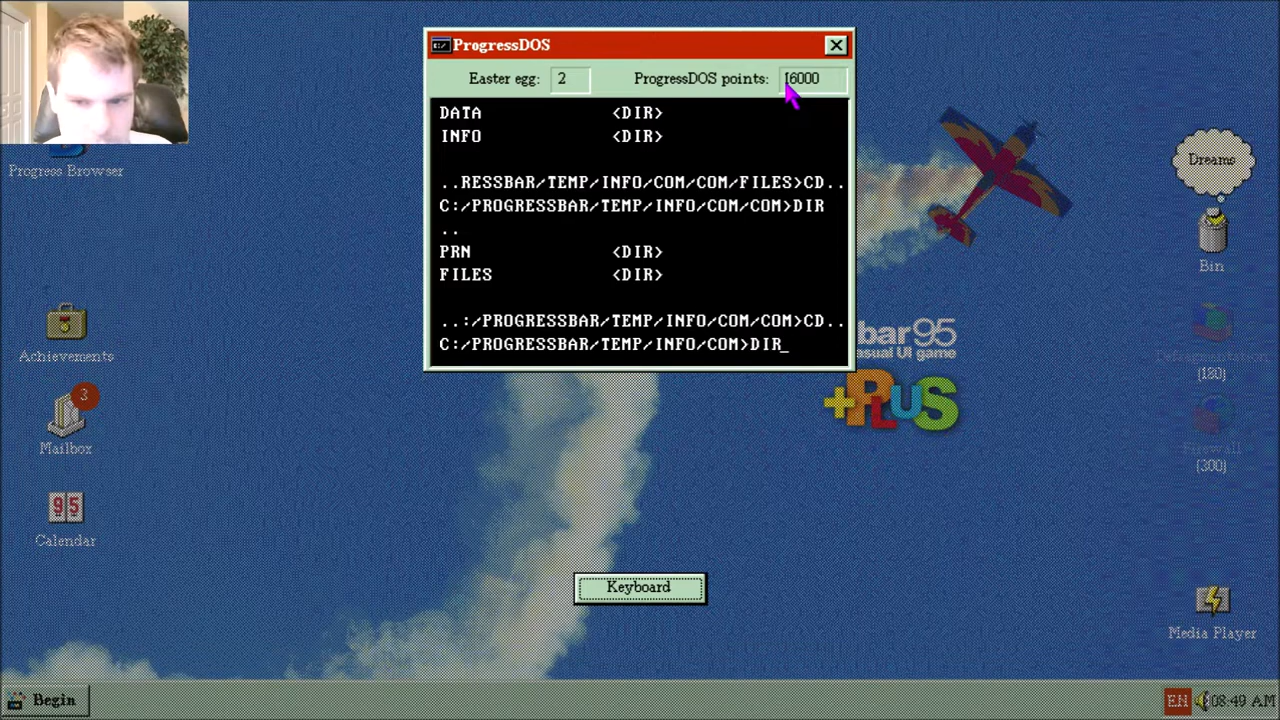 ProgressDOS
Easter egg: 2 ProgressDOS points: 16000
DATA <DIR>
INFO <DIR>
..RESSBAR/TEMP/INFO/COM/COM/FILES>CD..
C:/PROGRESSBAR/TEMP/INFO/COM/COM>DIR
..
PRN <DIR>
FILES <DIR>
..:/PROGRESSBAR/TEMP/INFO/COM/COM>CD..
C:/PROGRESSBAR/TEMP/INFO/COM>DIR_
Progress Browser
Achievements
3
Mailbox
95
Calendar
bar95
asual UI game
+PLUS
Dreams
Bin
Defragmentation
(120)
Firewall
(300)
Media Player
Keyboard
Begin
EN 08:49 AM